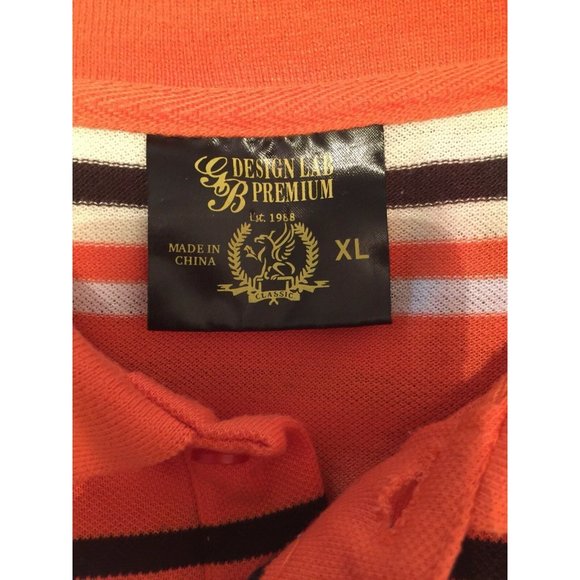 GB DESIGN LAB
PREMIUM
Est. 1988
MADE IN
CHINA
XL
CLASSIC